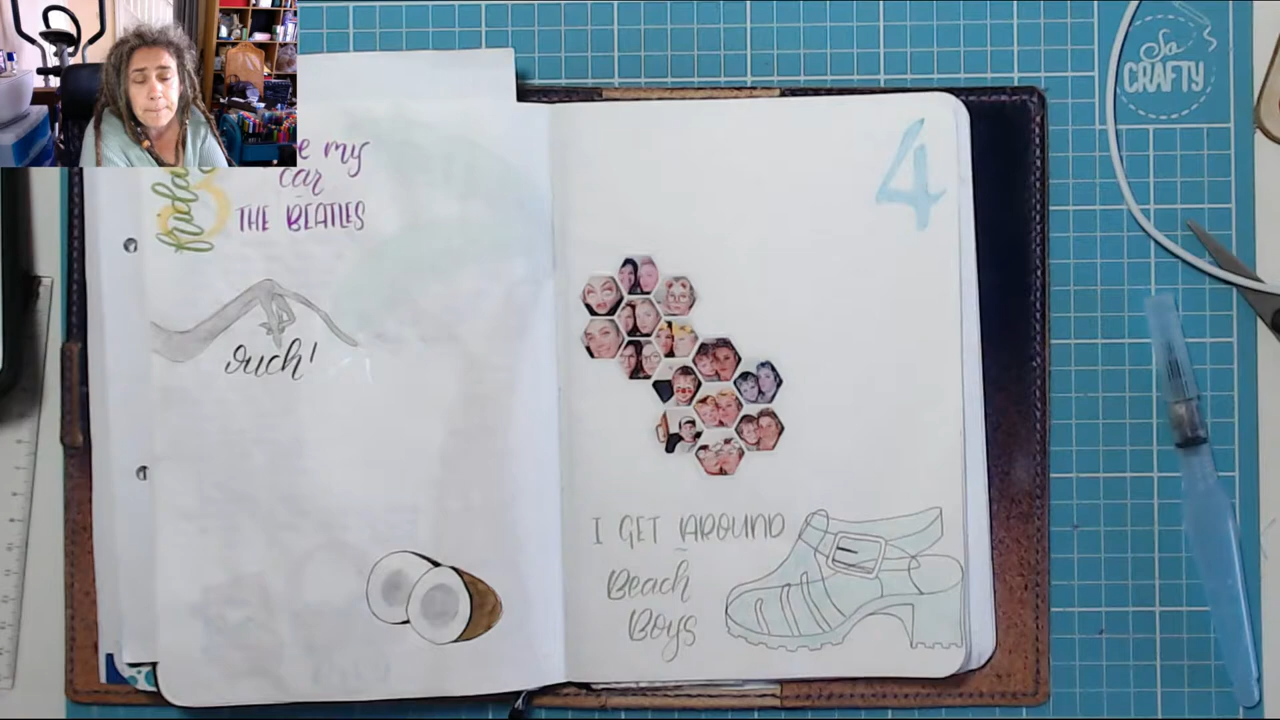 So
CRAFTY
my
car
THE BEATLES
ouch!
4
I GET AROUND
Beach
Boys